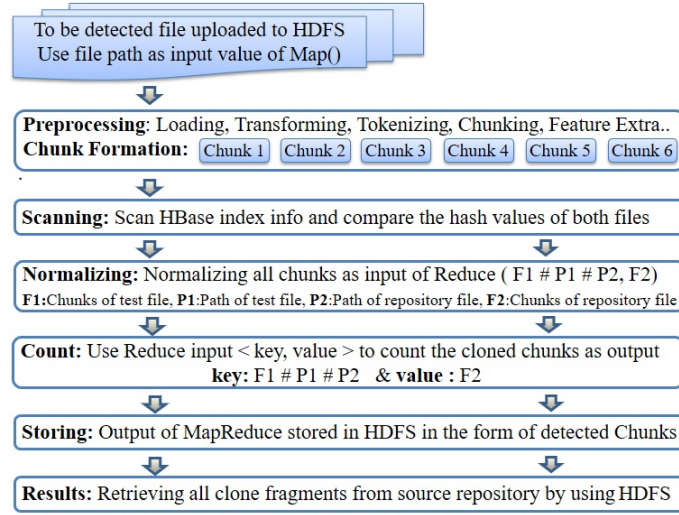 To be detected file uploaded to HDFS
Use file path as input value of Map()
Preprocessing: Loading, Transforming, Tokenizing, Chunking, Feature Extra..
Chunk Formation: Chunk 1 Chunk 2 Chunk 3 Chunk 4 Chunk 5 Chunk 6
.
Scanning: Scan HBase index info and compare the hash values of both files
Normalizing: Normalizing all chunks as input of Reduce ( F1 # P1 # P2, F2)
F1:Chunks of test file, P1:Path of test file, P2:Path of repository file, F2:Chunks of repository file
Count: Use Reduce input < key, value > to count the cloned chunks as output
key: F1 # P1 # P2 & value : F2
Storing: Output of MapReduce stored in HDFS in the form of detected Chunks
Results: Retrieving all clone fragments from source repository by using HDFS